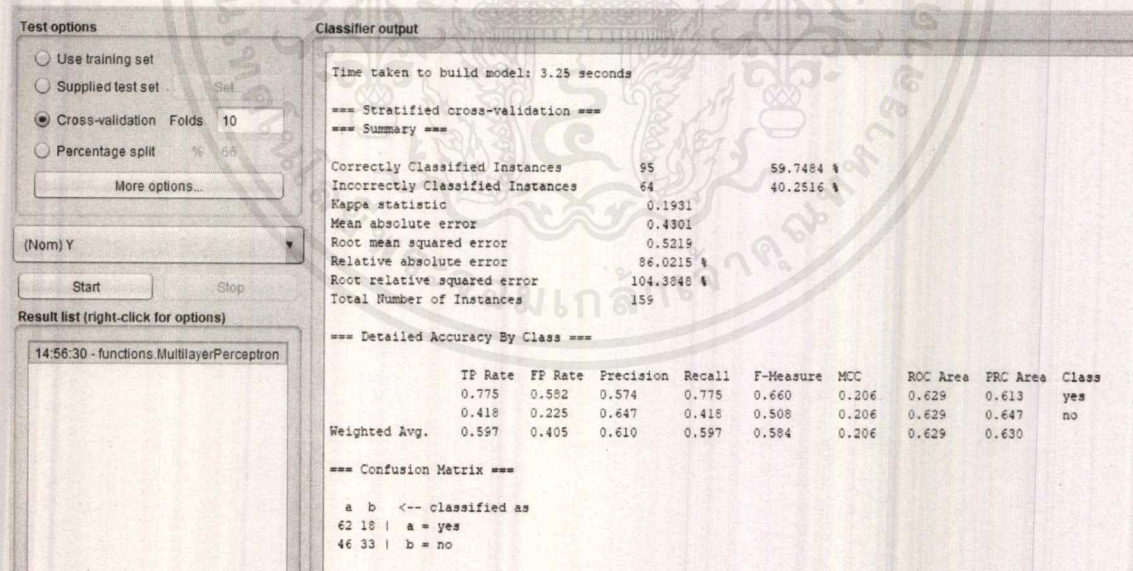 Test options
Use training set
Supplied test set Set...
Cross-validation Folds 10
Percentage split % 66
More options...
(Nom) Y
Start Stop
Result list (right-click for options)
14:56:30 - functions.MultilayerPerceptron
Classifier output
Time taken to build model: 3.25 seconds
=== Stratified cross-validation ===
=== Summary ===
Correctly Classified Instances 95 59.7484 %
Incorrectly Classified Instances 64 40.2516 %
Kappa statistic 0.1931
Mean absolute error 0.4301
Root mean squared error 0.5219
Relative absolute error 86.0215 %
Root relative squared error 104.3848 %
Total Number of Instances 159
=== Detailed Accuracy By Class ===
TP Rate FP Rate Precision Recall F-Measure MCC ROC Area PRC Area Class
0.775 0.582 0.574 0.775 0.660 0.206 0.629 0.613 yes
0.418 0.225 0.647 0.418 0.508 0.206 0.629 0.647 no
Weighted Avg. 0.597 0.405 0.610 0.597 0.584 0.206 0.629 0.630
=== Confusion Matrix ===
a b <-- classified as
62 18 | a = yes
46 33 | b = no